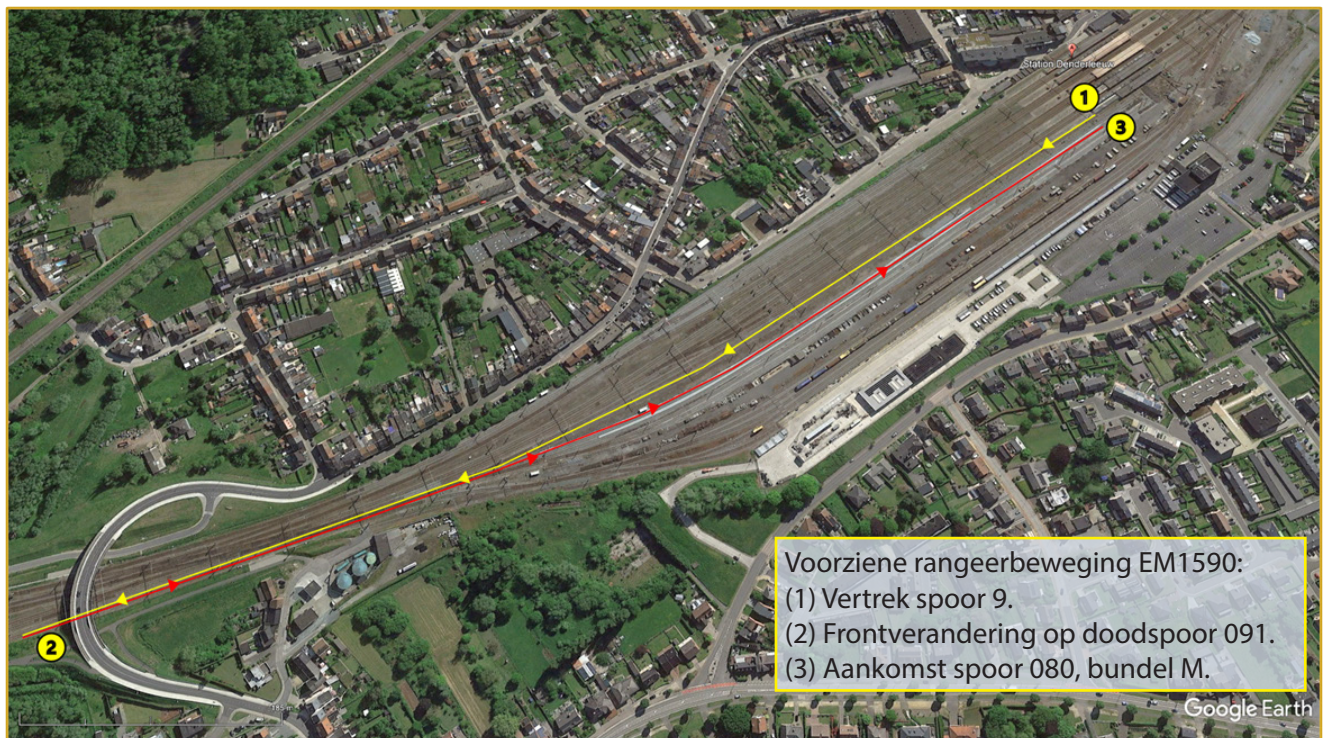 Station Denderleeuw
1
3
2
Voorziene rangeerbeweging EM1590:
(1) Vertrek spoor 9.
(2) Frontverandering op doodspoor 091.
(3) Aankomst spoor 080, bundel M.
Google Earth